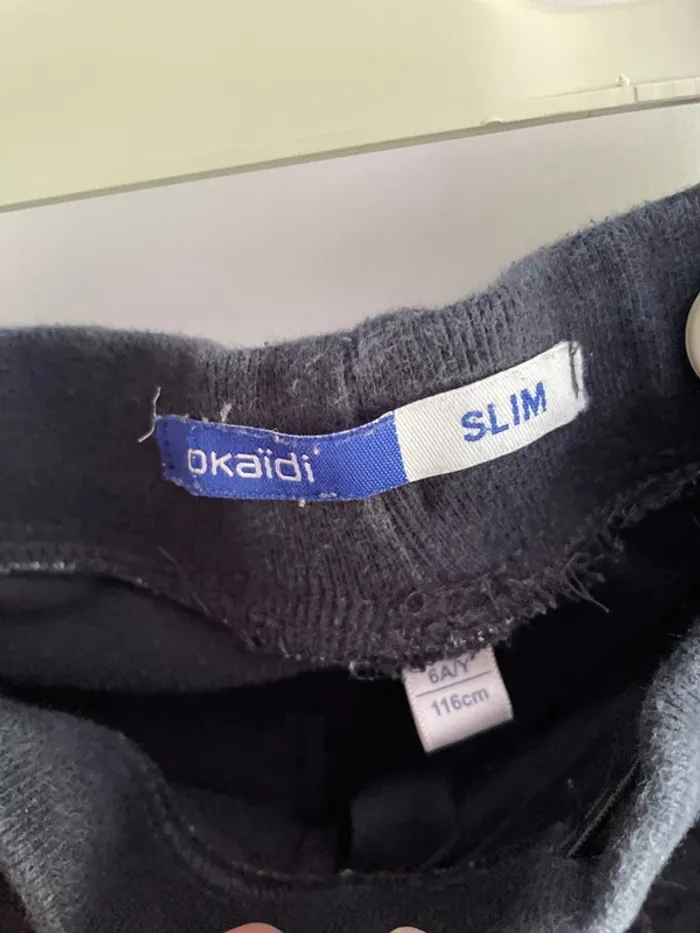 okaïdi
SLIM
6A/Y
116cm